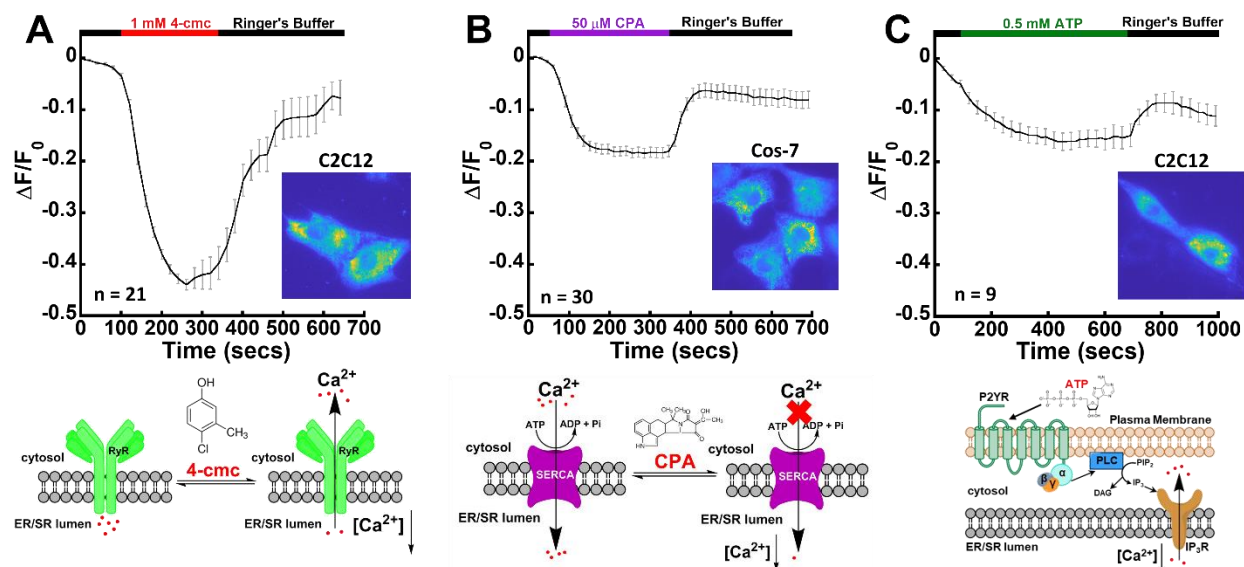 A
1 mM 4-cmc
Ringer's Buffer
0
-0.1
-0.2
-0.3
-0.4
-0.5
ΔF/F0
C2C12
n = 21
0 100 200 300 400 500 600 700
Time (secs)
B
50 μM CPA
Ringer's Buffer
0
-0.1
-0.2
-0.3
-0.4
-0.5
ΔF/F0
Cos-7
n = 30
0 100 200 300 400 500 600 700
Time (secs)
C
0.5 mM ATP
Ringer's Buffer
0
-0.1
-0.2
-0.3
-0.4
-0.5
ΔF/F0
C2C12
n = 9
0 200 400 600 800 1000
Time (secs)
OH
CH3
Cl
Ca2+
RyR
RyR
cytosol
cytosol
4-cmc
ER/SR lumen
ER/SR lumen
[Ca2+]
Ca2+
Ca2+
ATP
ADP + Pi
ATP
ADP + Pi
cytosol
cytosol
CPA
SERCA
SERCA
ER/SR lumen
ER/SR lumen
[Ca2+]
P2YR
ATP
Plasma Membrane
β γ α
PLC
PIP2
DAG
IP3
cytosol
ER/SR lumen
[Ca2+]
IP3R